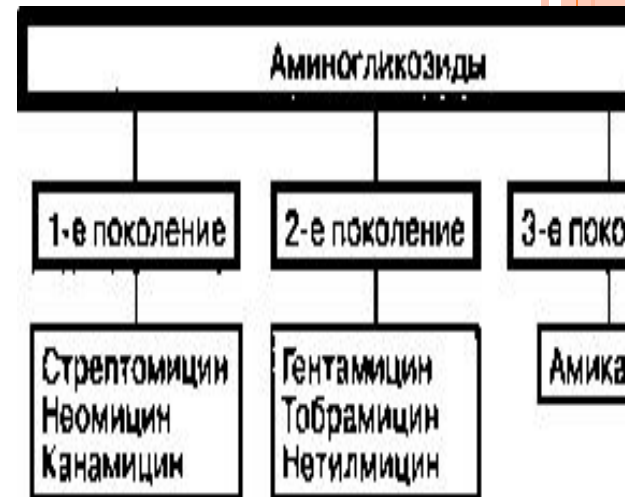 Аминогликозиды
1-е поколение
2-е поколение
3-е поко
Стрептомицин
Неомицин
Канамицин
Гентамицин
Тобрамицин
Нетилмицин
Амика